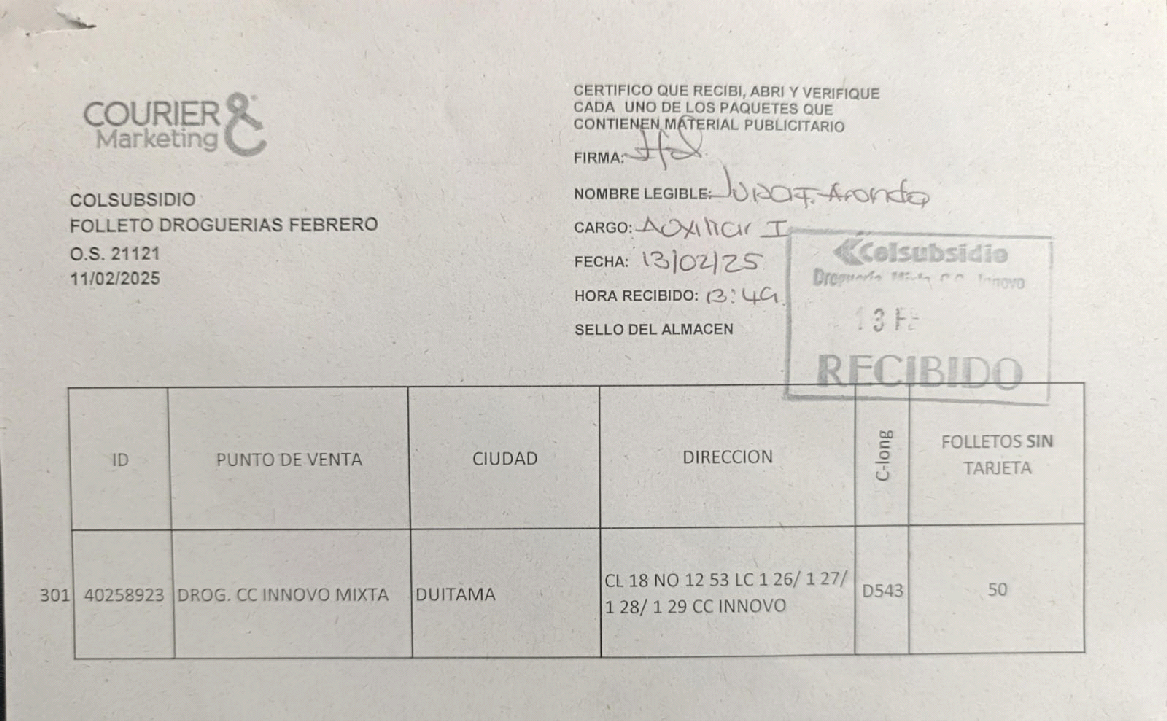 COURIER &
Marketing
COLSUBSIDIO
FOLLETO DROGUERIAS FEBRERO
O.S. 21121
11/02/2025
CERTIFICO QUE RECIBI, ABRI Y VERIFIQUE
CADA UNO DE LOS PAQUETES QUE
CONTIENEN MATERIAL PUBLICITARIO
FIRMA:
NOMBRE LEGIBLE:
CARGO: Auxiliar I
FECHA: 13/02/25
HORA RECIBIDO: 13:49
SELLO DEL ALMACEN
Colsubsidio
Droguería Mixta C.C. Innovo
13 FE
RECIBIDO
ID
PUNTO DE VENTA
CIUDAD
DIRECCION
C-long
FOLLETOS SIN
TARJETA
301
40258923
DROG. CC INNOVO MIXTA
DUITAMA
CL 18 NO 12 53 LC 1 26/ 1 27/
1 28/ 1 29 CC INNOVO
D543
50